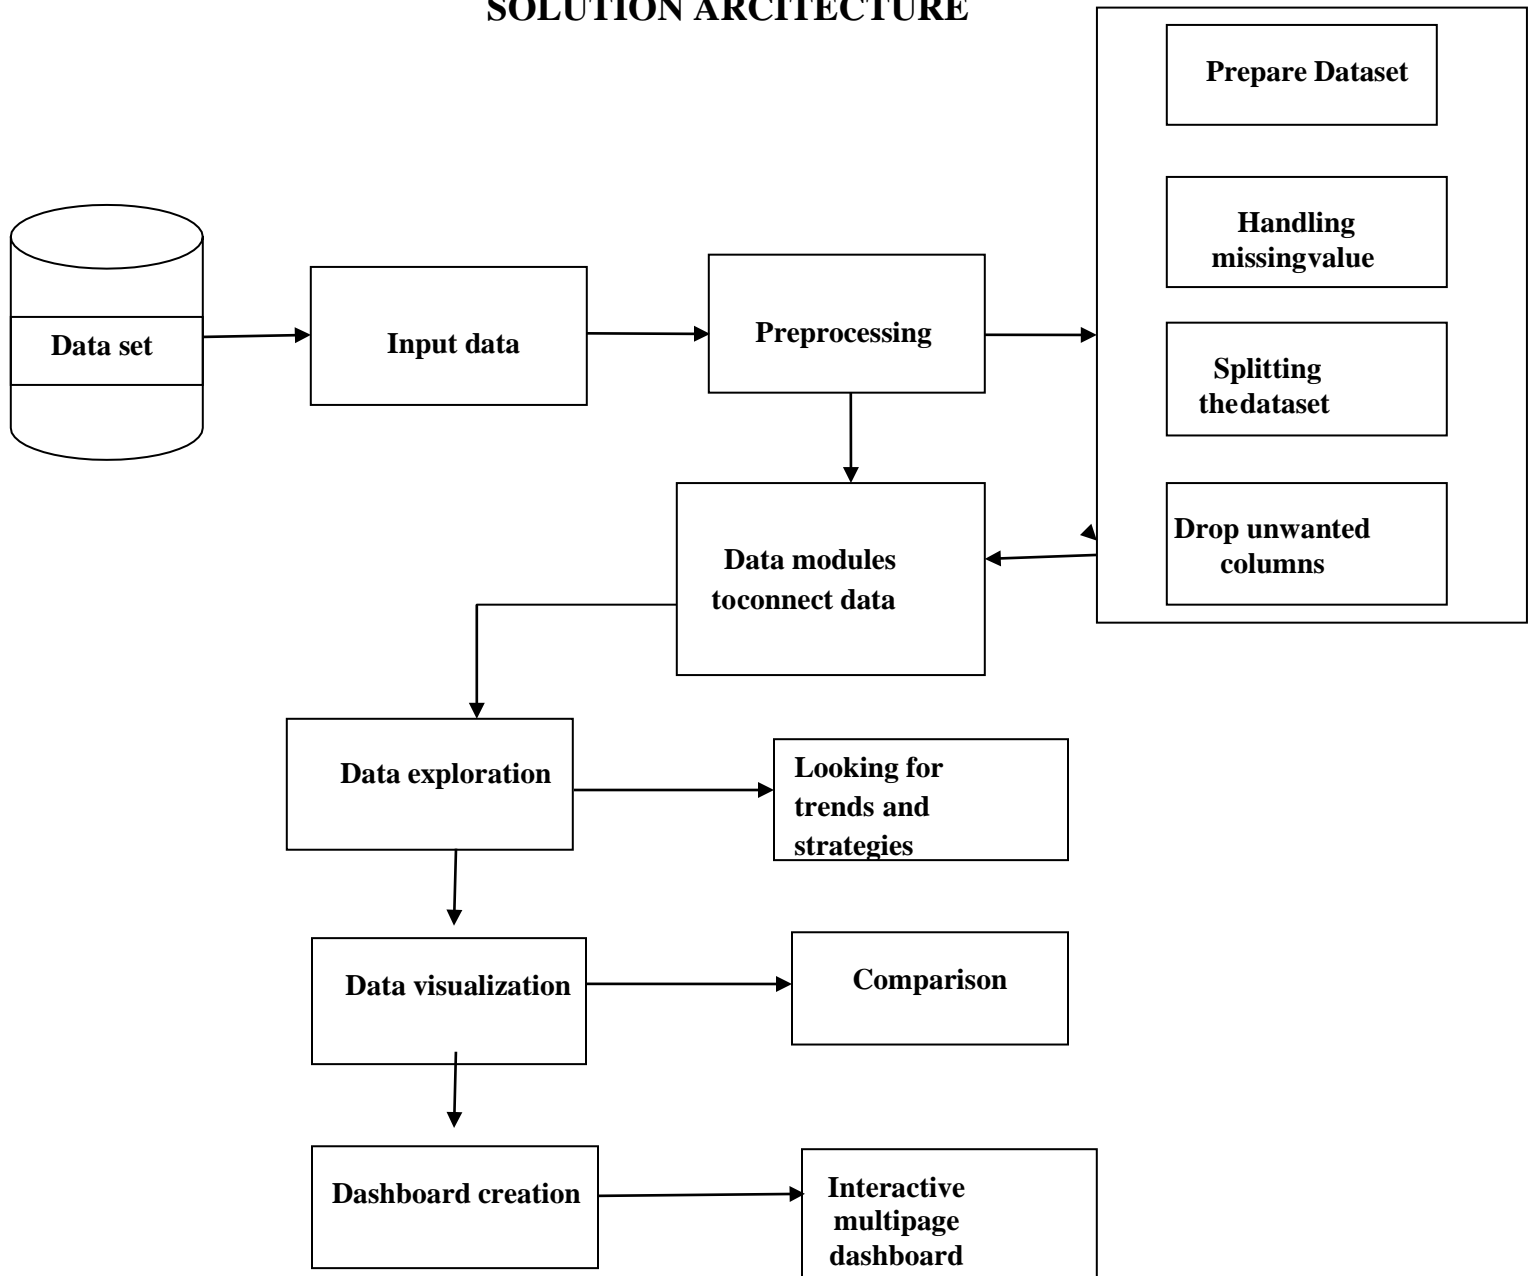 SOLUTION ARCITECTURE
Prepare Dataset
Handling
missingvalue
Data set
Input data
Preprocessing
Splitting
thedataset
Data modules
toconnect data
Drop unwanted
columns
Data exploration
Looking for
trends and
strategies
Data visualization
Comparison
Dashboard creation
Interactive
multipage
dashboard